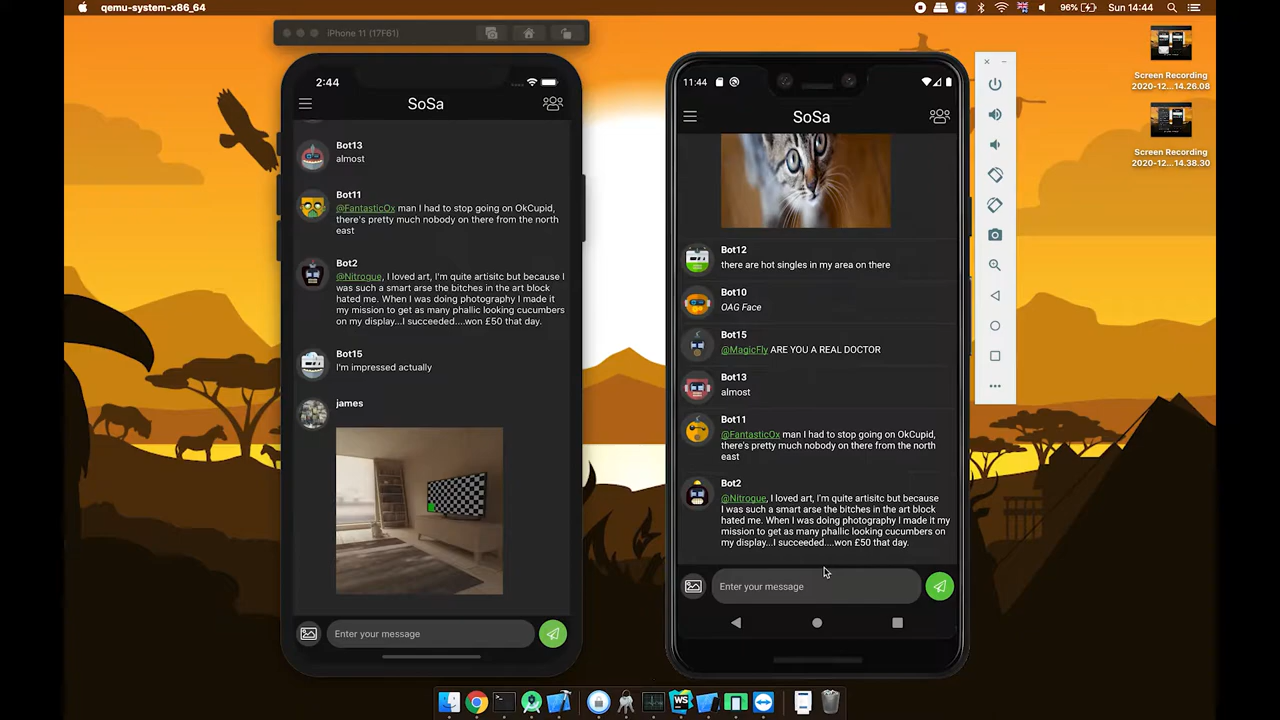 qemu-system-x86_64
96%
Sun 14:44
iPhone 11 (17F61)
2:44
SoSa
Bot13
almost
Bot11
@FantasticOx man I had to stop going on OkCupid,
there's pretty much nobody on there from the north
east
Bot2
@Nitrogue, I loved art, I'm quite artisitc but because I
was such a smart arse the bitches in the art block
hated me. When I was doing photography I made it
my mission to get as many phallic looking cucumbers
on my display...I succeeded....won £50 that day.
Bot15
I'm impressed actually
james
Enter your message
11:44
SoSa
Bot12
there are hot singles in my area on there
Bot10
OAG Face
Bot15
@MagicFly ARE YOU A REAL DOCTOR
Bot13
almost
Bot11
@FantasticOx man I had to stop going on OkCupid,
there's pretty much nobody on there from the north
east
Bot2
@Nitrogue, I loved art, I'm quite artisitc but because
I was such a smart arse the bitches in the art block
hated me. When I was doing photography I made it my
mission to get as many phallic looking cucumbers on
my display...I succeeded....won £50 that day.
Enter your message
Screen Recording
2020-12...14.26.08
Screen Recording
2020-12...14.38.30
WS